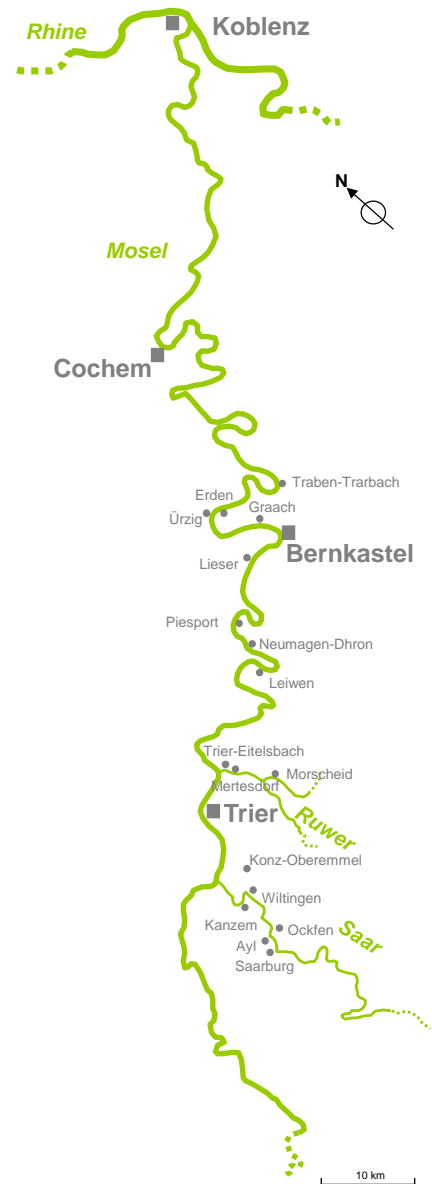 Koblenz
Rhine
N
Mosel
Cochem
Traben-Trarbach
Erden
Graach
Ürzig
Bernkastel
Lieser
Piesport
Neumagen-Dhron
Leiwen
Trier-Eitelsbach
Morscheid
Mertesdorf
Trier
Ruwer
Konz-Oberemmel
Wiltingen
Kanzem
Ockfen
Saar
Ayl
Saarburg
10 km